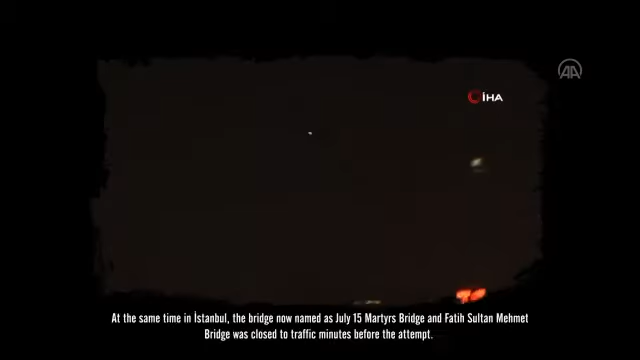 AA
İHA
At the same time in İstanbul, the bridge now named as July 15 Martyrs Bridge and Fatih Sultan Mehmet
Bridge was closed to traffic minutes before the attempt.